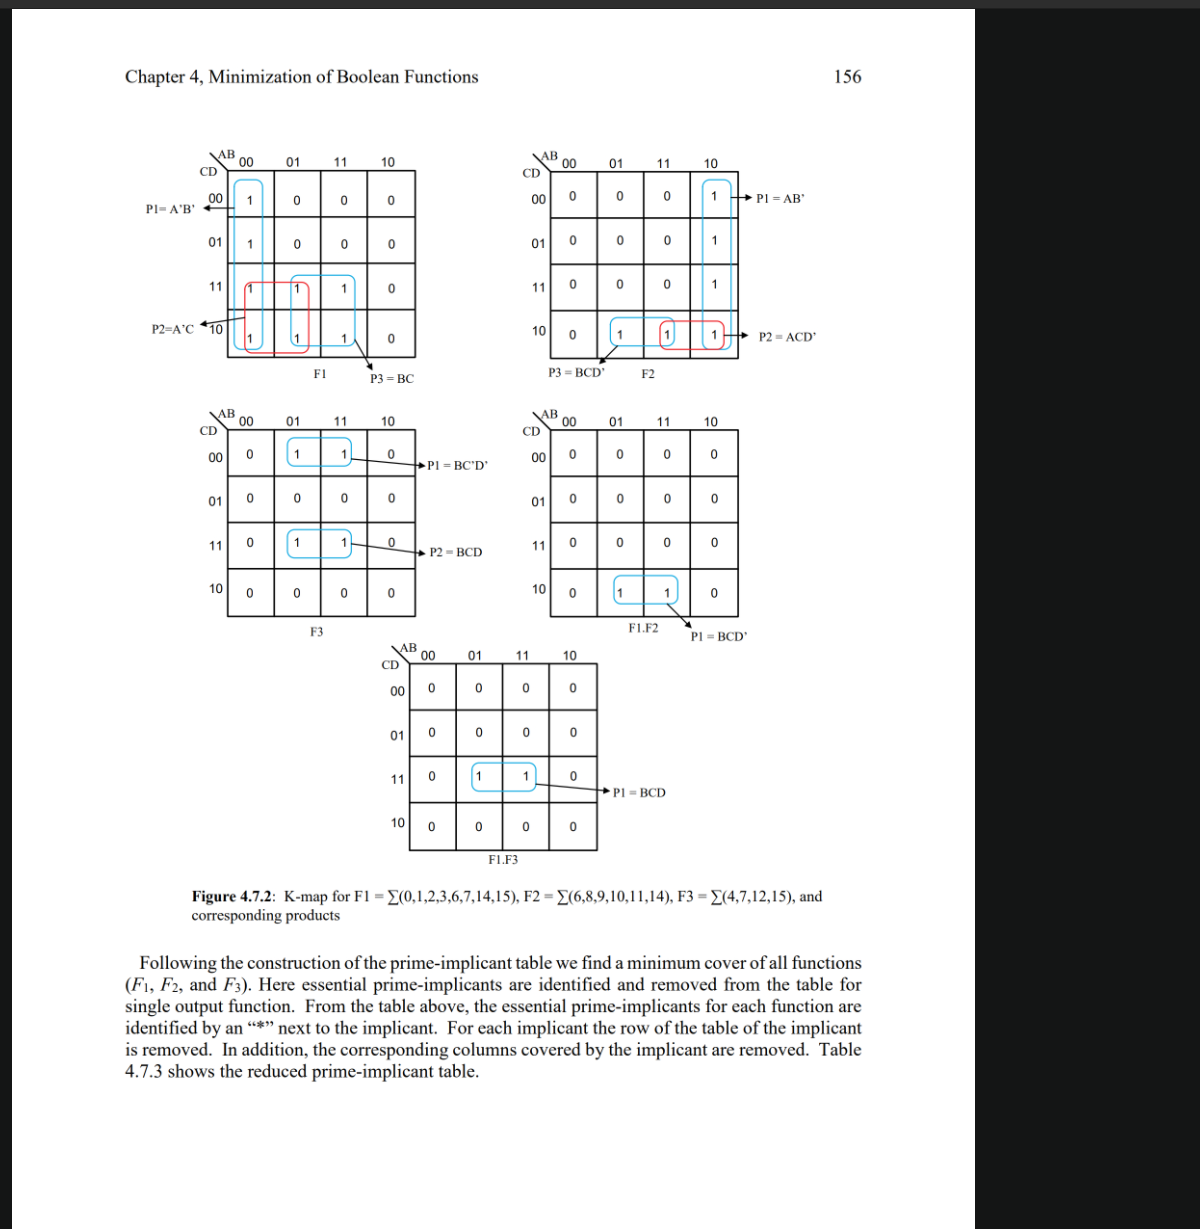 Chapter 4, Minimization of Boolean Functions 156
AB
CD
00 01 11 10
P1= A'B'
00 1 0 0 0
01 1 0 0 0
11 1 1 1 0
P2=A'C
10 1 1 1 0
F1
P3 = BC
AB
CD
00 01 11 10
00 0 0 0 1
P1 = AB'
01 0 0 0 1
11 0 0 0 1
10 0 1 1 1
P2 = ACD'
P3 = BCD'
F2
AB
CD
00 01 11 10
00 0 1 1 0
P1 = BC'D'
01 0 0 0 0
11 0 1 1 0
P2 = BCD
10 0 0 0 0
F3
AB
CD
00 01 11 10
00 0 0 0 0
01 0 0 0 0
11 0 0 0 0
10 0 1 1 0
F1.F2
P1 = BCD'
AB
CD
00 01 11 10
00 0 0 0 0
01 0 0 0 0
11 0 1 1 0
P1 = BCD
10 0 0 0 0
F1.F3
Figure 4.7.2: K-map for F1 = ∑(0,1,2,3,6,7,14,15), F2 = ∑(6,8,9,10,11,14), F3 = ∑(4,7,12,15), and
corresponding products
Following the construction of the prime-implicant table we find a minimum cover of all functions
(F1, F2, and F3). Here essential prime-implicants are identified and removed from the table for
single output function. From the table above, the essential prime-implicants for each function are
identified by an “*” next to the implicant. For each implicant the row of the table of the implicant
is removed. In addition, the corresponding columns covered by the implicant are removed. Table
4.7.3 shows the reduced prime-implicant table.